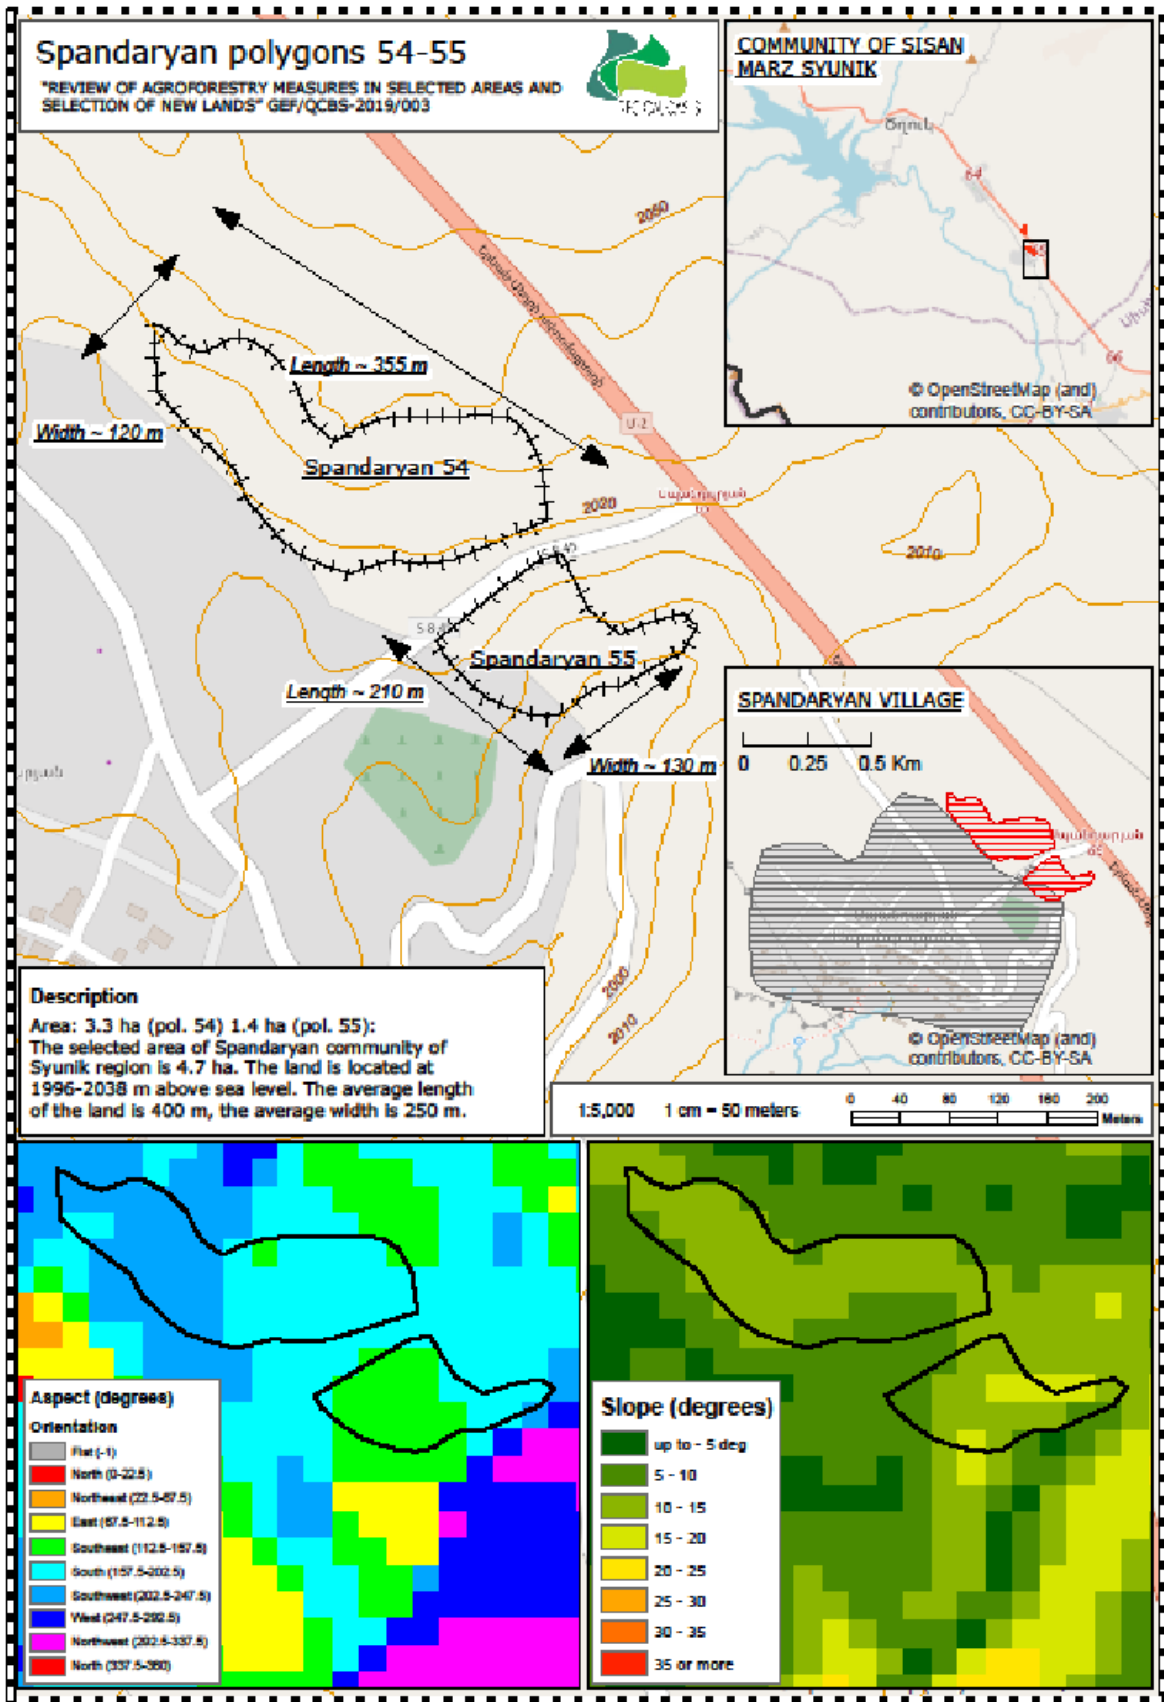 Spandaryan polygons 54-55
"REVIEW OF AGROFORESTRY MEASURES IN SELECTED AREAS AND
SELECTION OF NEW LANDS" GEF/QCBS-2019/003
COMMUNITY OF SISAN
MARZ SYUNIK
Ծղուկ
64
65
66
© OpenStreetMap (and)
contributors, CC-BY-SA
2050
Length ~ 355 m
Width ~ 120 m
U-2
Spandaryan 54
2020
Սպանդարյան
2010
S 8.40
Spandaryan 55
Length ~ 210 m
Width ~ 130 m
SPANDARYAN VILLAGE
0 0.25 0.5 Km
Սպանդարյան
65
© OpenStreetMap (and)
contributors, CC-BY-SA
2000
2010
Description
Area: 3.3 ha (pol. 54) 1.4 ha (pol. 55):
The selected area of Spandaryan community of
Syunik region is 4.7 ha. The land is located at
1996-2038 m above sea level. The average length
of the land is 400 m, the average width is 250 m.
1:5,000 1 cm = 50 meters
0 40 80 120 160 200
Meters
Aspect (degrees)
Orientation
Flat (-1)
North (0-22.5)
Northeast (22.5-67.5)
East (67.5-112.5)
Southeast (112.5-157.5)
South (157.5-202.5)
Southwest (202.5-247.5)
West (247.5-292.5)
Northwest (292.5-337.5)
North (337.5-360)
Slope (degrees)
up to - 5 deg
5 - 10
10 - 15
15 - 20
20 - 25
25 - 30
30 - 35
35 or more